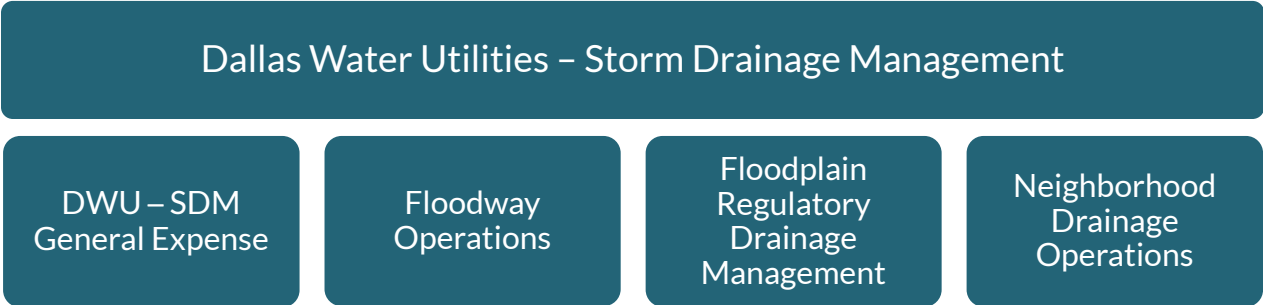 Dallas Water Utilities – Storm Drainage Management
DWU – SDM
General Expense
Floodway
Operations
Floodplain
Regulatory
Drainage
Management
Neighborhood
Drainage
Operations